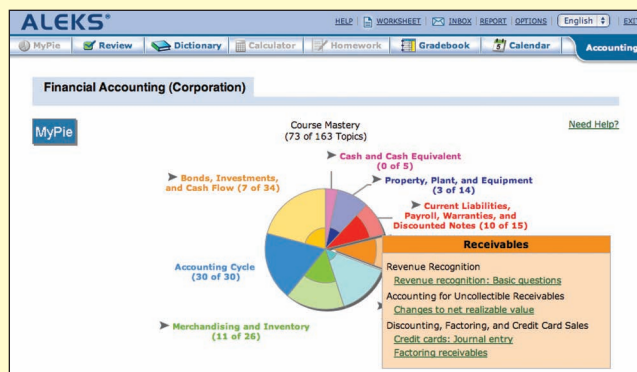 ALEKS®
HELP | WORKSHEET | INBOX | REPORT | OPTIONS | English | EXIT
MyPie Review Dictionary Calculator Homework Gradebook Calendar Accounting
Financial Accounting (Corporation)
MyPie
Course Mastery
(73 of 163 Topics)
Need Help?
Cash and Cash Equivalent
(0 of 5)
Property, Plant, and Equipment
(3 of 14)
Bonds, Investments,
and Cash Flow (7 of 34)
Current Liabilities,
Payroll, Warranties, and
Discounted Notes (10 of 15)
Accounting Cycle
(30 of 30)
Merchandising and Inventory
(11 of 26)
Receivables
Revenue Recognition
Revenue recognition: Basic questions
Accounting for Uncollectible Receivables
Changes to net realizable value
Discounting, Factoring, and Credit Card Sales
Credit cards: Journal entry
Factoring receivables